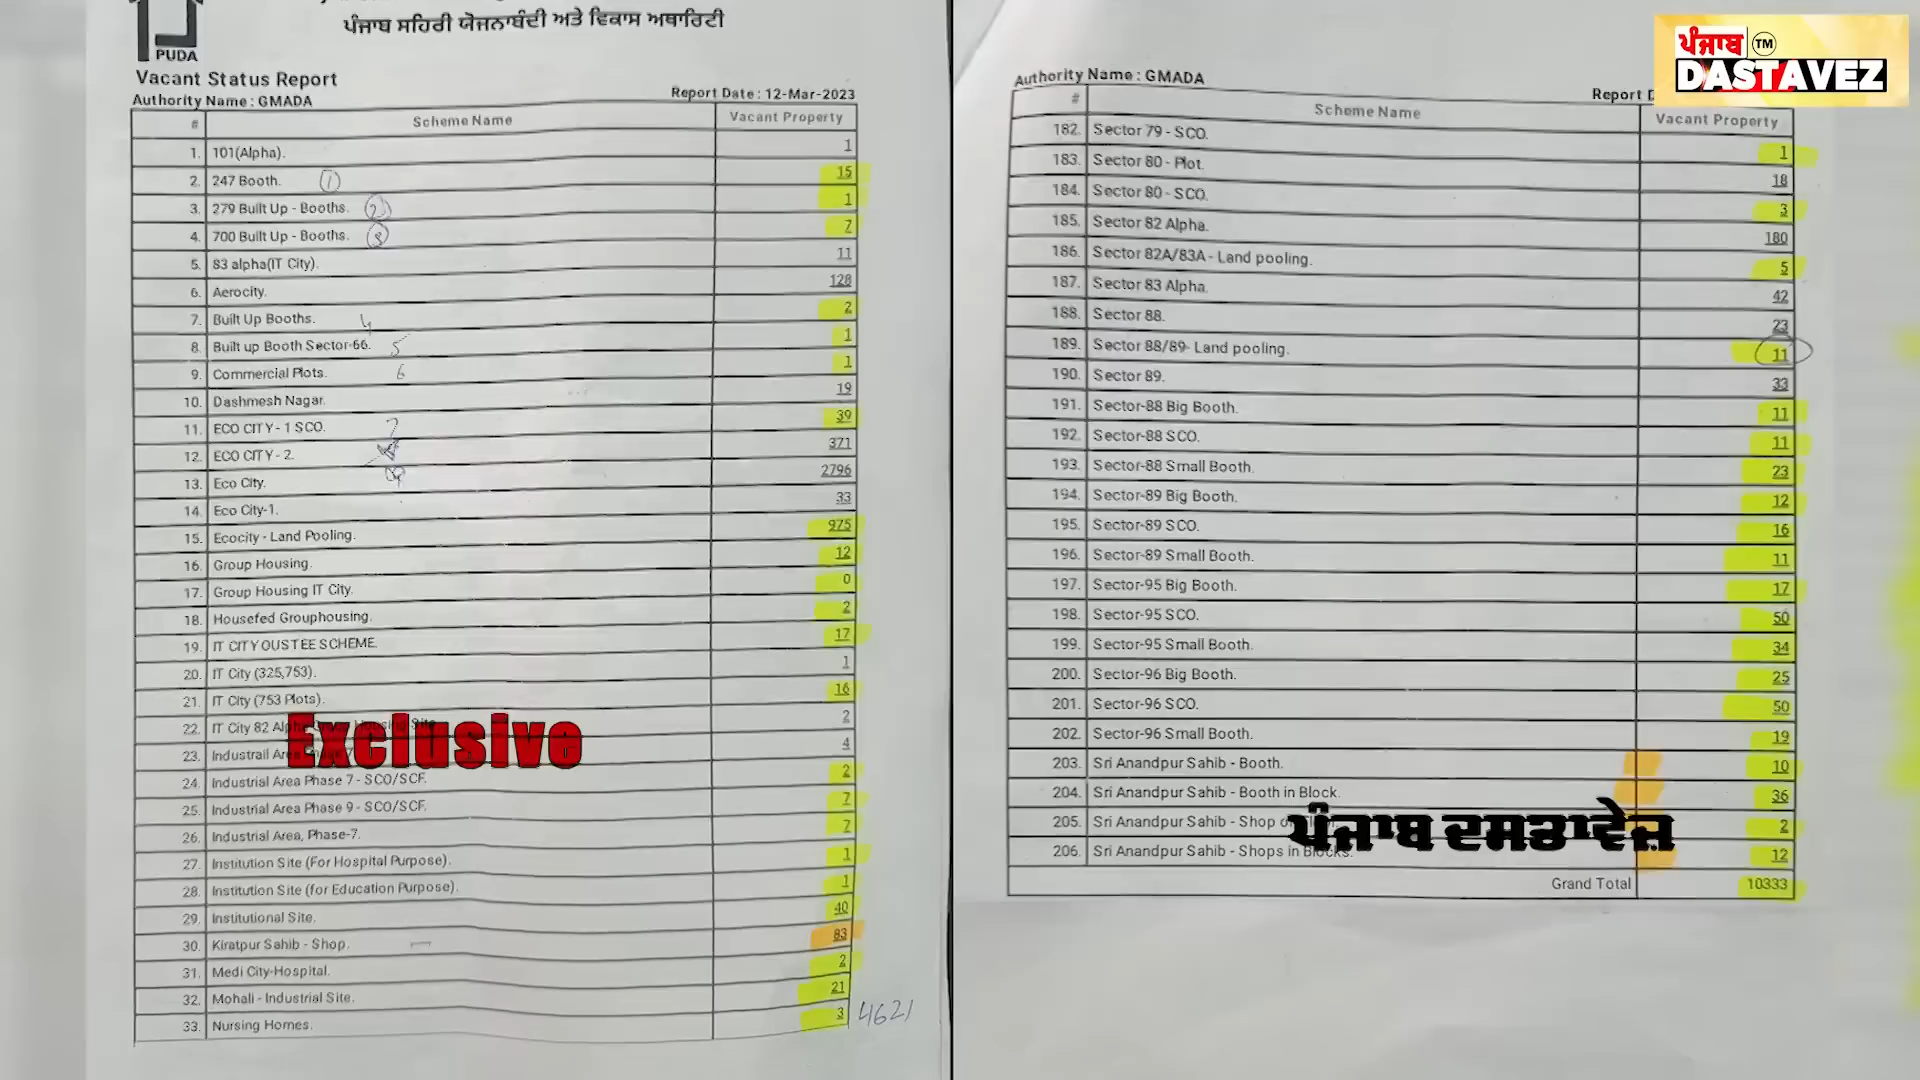 PUDA
ਪੰਜਾਬ ਸਹਿਰੀ ਯੋਜਨਾਬੰਦੀ ਅਤੇ ਵਿਕਾਸ ਅਥਾਰਿਟੀ
Vacant Status Report
Authority Name : GMADA Report Date : 12-Mar-2023
# Scheme Name Vacant Property
1. 101(Alpha). 1
2. 247 Booth. 1 15
3. 279 Built Up - Booths. 2 1
4. 700 Built Up - Booths. 3 7
5. 83 alpha(IT City). 11
6. Aerocity. 128
7. Built Up Booths. 4 2
8. Built up Booth Sector-66. 5 1
9. Commercial Plots. 6 1
10. Dashmesh Nagar. 19
11. ECO CITY - 1 SCO. 7 39
12. ECO CITY - 2. 371
13. Eco City. 2796
14. Eco City-1. 33
15. Ecocity - Land Pooling. 975
16. Group Housing. 12
17. Group Housing IT City. 0
18. Housefed Grouphousing. 2
19. IT CITY OUSTEE SCHEME. 17
20. IT City (325,753). 1
21. IT City (753 Plots). 16
22. IT City 82 Alpha Group Housing Site 2
23. Industrail Area Phase 7 4
24. Industrial Area Phase 7 - SCO/SCF. 2
25. Industrial Area Phase 9 - SCO/SCF. 7
26. Industrial Area, Phase-7. 7
27. Institution Site (For Hospital Purpose). 1
28. Institution Site (for Education Purpose). 1
29. Institutional Site. 40
30. Kiratpur Sahib - Shop. 83
31. Medi City-Hospital. 2
32. Mohali - Industrial Site. 21
33. Nursing Homes. 3
4621
Exclusive
ਪੰਜਾਬ TM
DASTAVEZ
Authority Name : GMADA Report D
# Scheme Name Vacant Property
182. Sector 79 - SCO. 1
183. Sector 80 - Plot. 18
184. Sector 80 - SCO. 3
185. Sector 82 Alpha. 180
186. Sector 82A/83A - Land pooling. 5
187. Sector 83 Alpha. 42
188. Sector 88. 23
189. Sector 88/89- Land pooling. 11
190. Sector 89. 33
191. Sector-88 Big Booth. 11
192. Sector-88 SCO. 11
193. Sector-88 Small Booth. 23
194. Sector-89 Big Booth. 12
195. Sector-89 SCO. 16
196. Sector-89 Small Booth. 11
197. Sector-95 Big Booth. 17
198. Sector-95 SCO. 50
199. Sector-95 Small Booth. 34
200. Sector-96 Big Booth. 25
201. Sector-96 SCO. 50
202. Sector-96 Small Booth. 19
203. Sri Anandpur Sahib - Booth. 10
204. Sri Anandpur Sahib - Booth in Block. 36
205. Sri Anandpur Sahib - Shop 2
206. Sri Anandpur Sahib - Shops in Blocks. 12
Grand Total 10333
ਪੰਜਾਬ ਦਸਤਾਵੇਜ਼